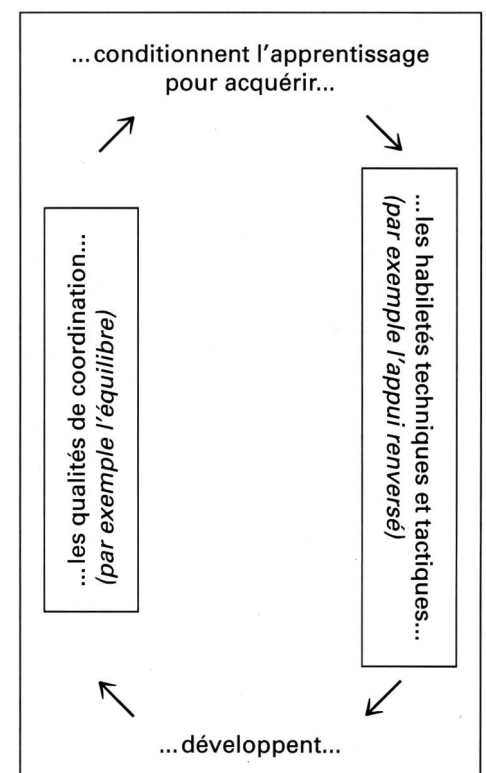 ...conditionnent l'apprentissage
pour acquérir...
...les habiletés techniques et tactiques...
(par exemple l'appui renversé)
...développent...
...les qualités de coordination...
(par exemple l'équilibre)